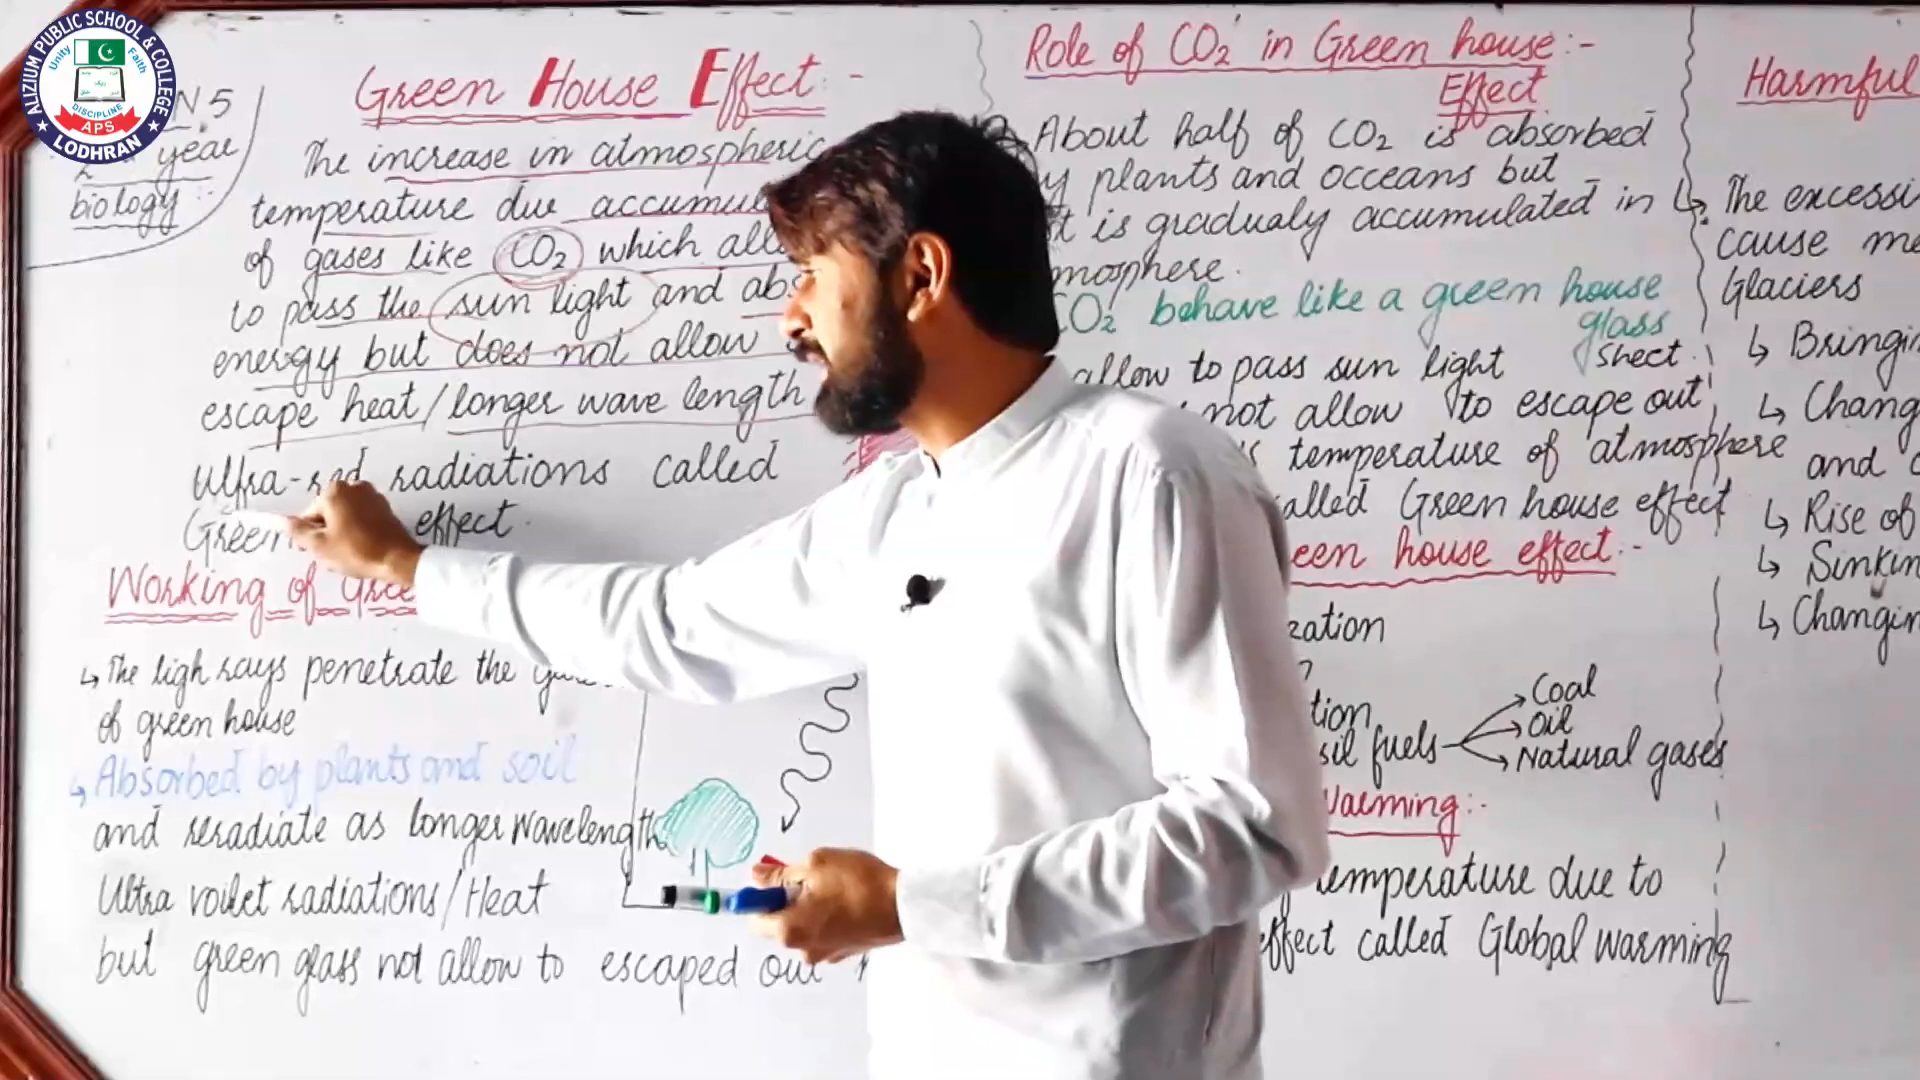 ALIZIUM PUBLIC SCHOOL & COLLEGE
Unity
Faith
DISCIPLINE
APS
LODHRAN
N 5
year
biology :
Green House Effect : -
The increase in atmospheric
temperature due accumul
of gases like CO2 which all
to pass the sun light and abs
energy but does not allow
escape heat/longer wave length
Ulfra-red radiations called
Green effect.
Working of Gree
↳ The ligh rays penetrate the
of green house
↳ Absorbed by plants and soil
and reradiate as longer wavelength
Ultra voilet radiations/Heat
but green glass not allow to escaped out
Role of CO2 in Green house :-
Effect
About half of CO2 is absorbed
y plants and occeans but
t is gradualy accumulated in
mosphere.
CO2 behave like a green house
glass
sheet.
allow to pass sun light
not allow to escape out
temperature of atmosphere
alled Green house effect
een house effect :-
zation
tion
sil fuels
→ Coal
→ Oil
→ Natural gases
Warming :-
temperature due to
effect called Global warming
Harmful
↳ The excessi
cause me
Glaciers
↳ Bringin
↳ Chang
and
↳ Rise of
↳ Sinkin
↳ Changin